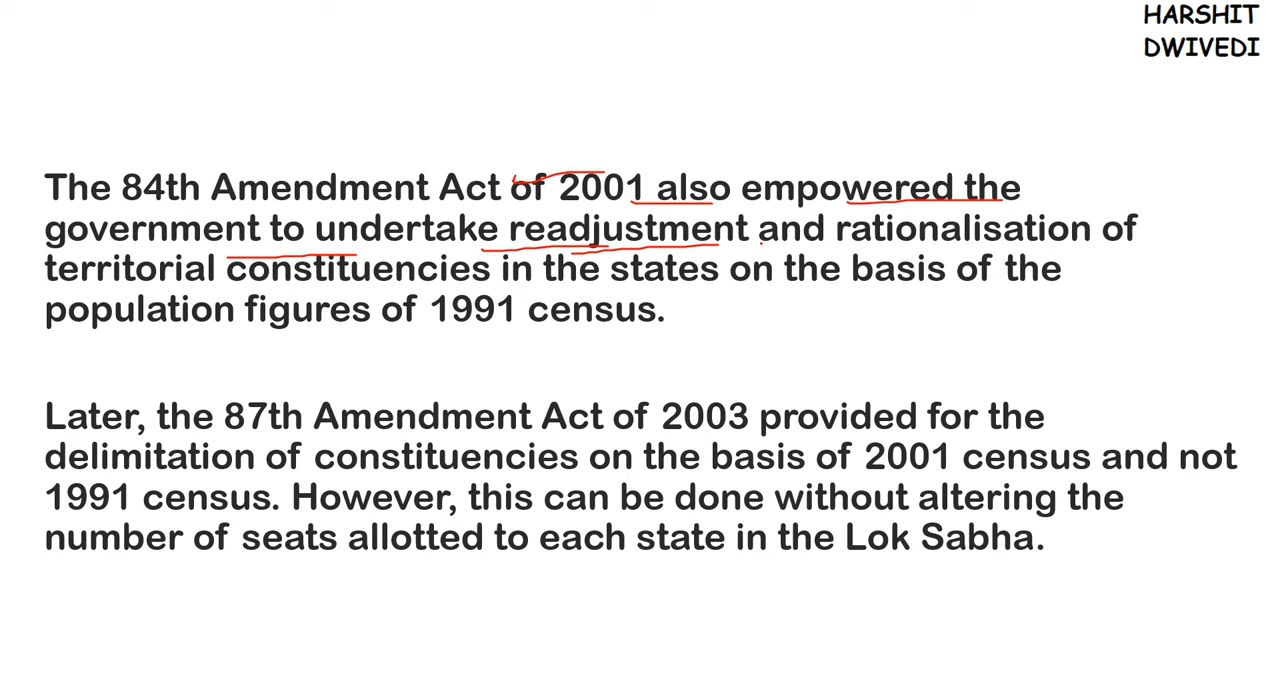 HARSHIT
DWIVEDI
The 84th Amendment Act of 2001 also empowered the
government to undertake readjustment and rationalisation of
territorial constituencies in the states on the basis of the
population figures of 1991 census.
Later, the 87th Amendment Act of 2003 provided for the
delimitation of constituencies on the basis of 2001 census and not
1991 census. However, this can be done without altering the
number of seats allotted to each state in the Lok Sabha.